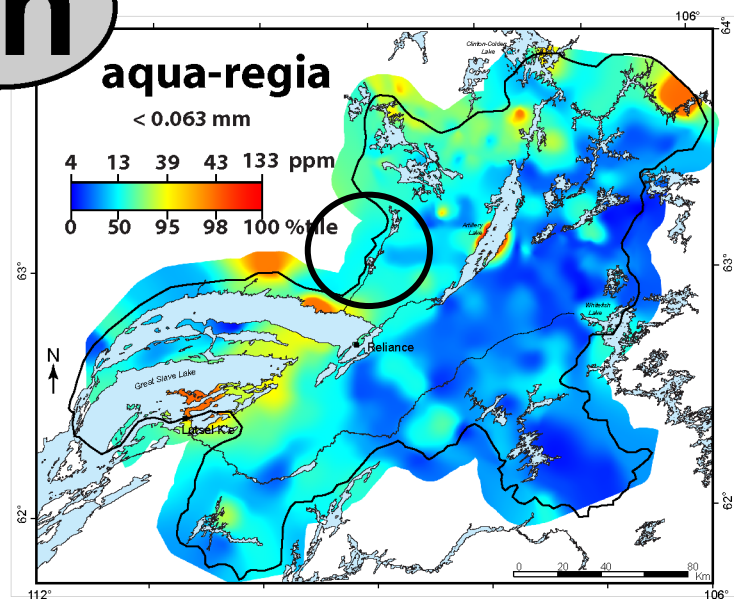 n
106°
64°
Clinton-Colden
Lake
aqua-regia
< 0.063 mm
4 13 39 43 133 ppm
0 50 95 98 100 %tile
Artillery
Lake
63°
63°
Whitefish
Lake
Reliance
N
Great Slave Lake
Lutsel K'e
62°
62°
0 20 40 80
Km
112°
106°